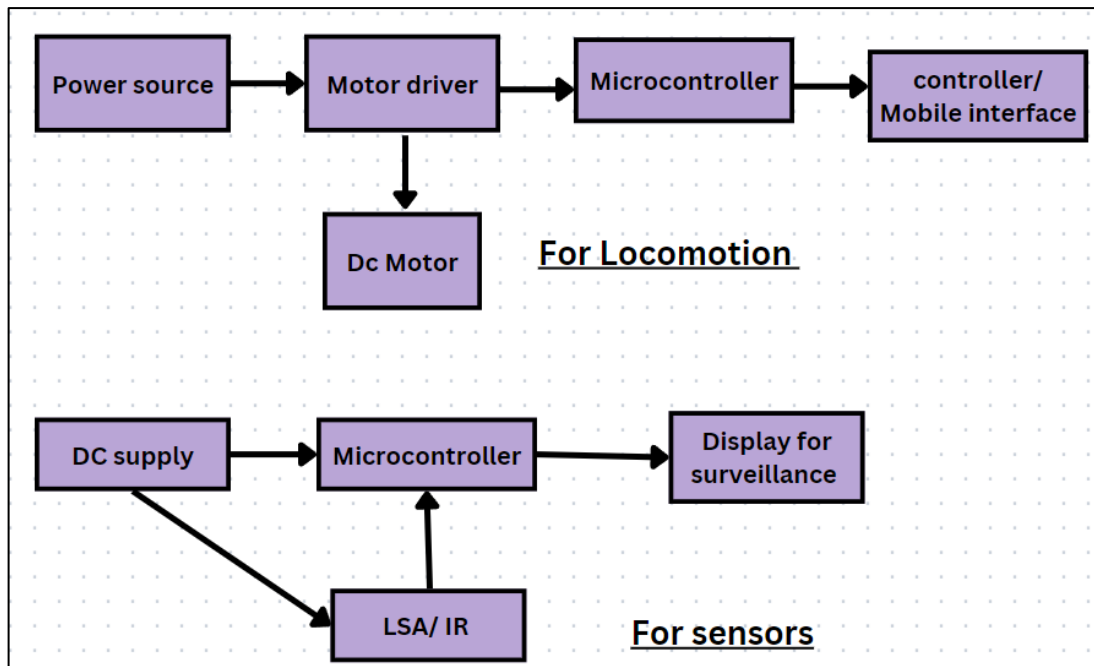 Power source
Motor driver
Microcontroller
controller/
Mobile interface
Dc Motor
For Locomotion
DC supply
Microcontroller
Display for
surveillance
LSA/ IR
For sensors